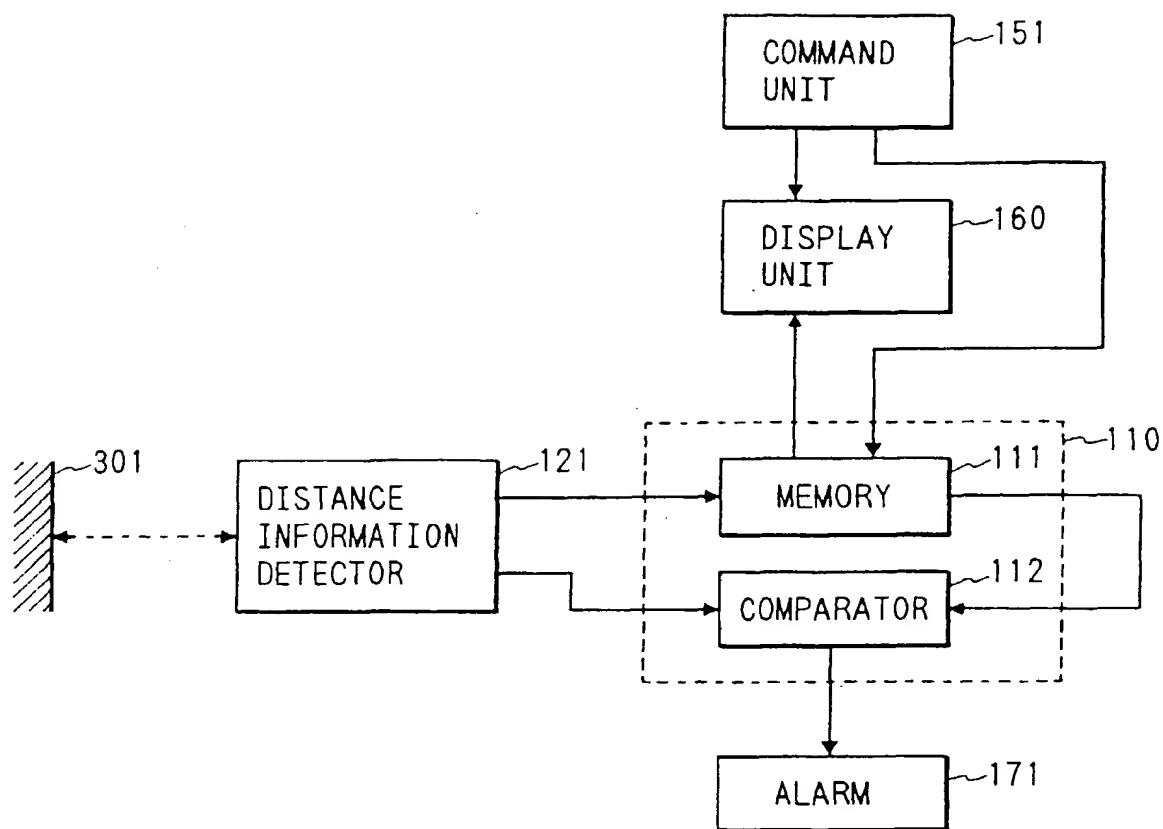 COMMAND
UNIT
151
DISPLAY
UNIT
160
110
301
DISTANCE
INFORMATION
DETECTOR
121
MEMORY
111
COMPARATOR
112
ALARM
171